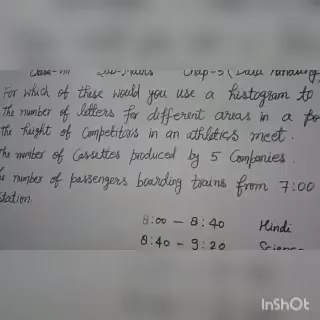 Class-VIII Sub-Maths Chap-5 (Data Handling)
For which of these would you use a histogram to
The number of letters for different areas in a
the height of Competitors in an athletics meet.
The number of Cassettes produced by 5 Companies.
number of passengers boarding trains from 7:00
Station.
8:00 – 8:40 Hindi
8:40 – 9:20 Science
InShOt